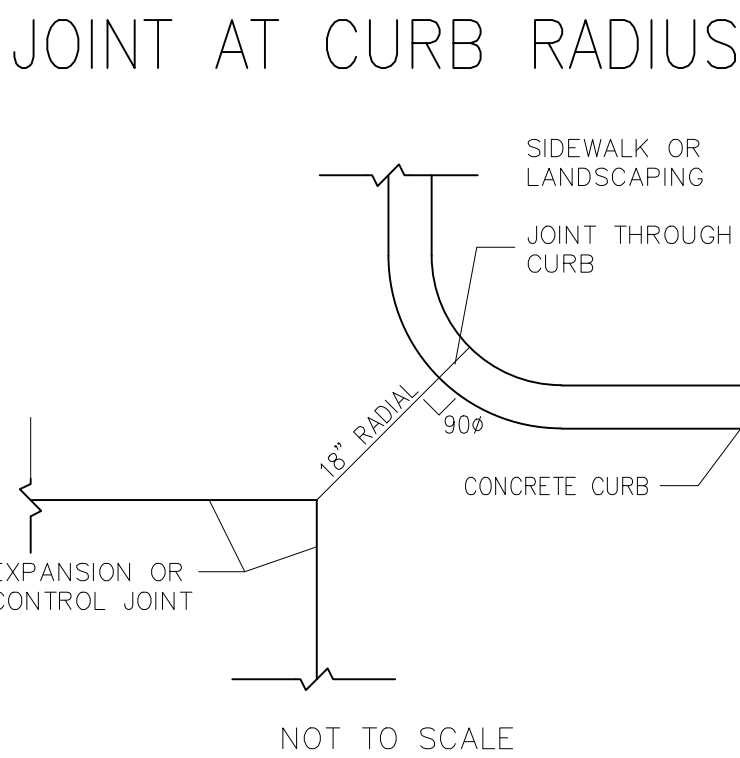 JOINT AT CURB RADIUS
SIDEWALK OR
LANDSCAPING
JOINT THROUGH
CURB
18” RADIAL
90ø
CONCRETE CURB
EXPANSION OR
CONTROL JOINT
NOT TO SCALE